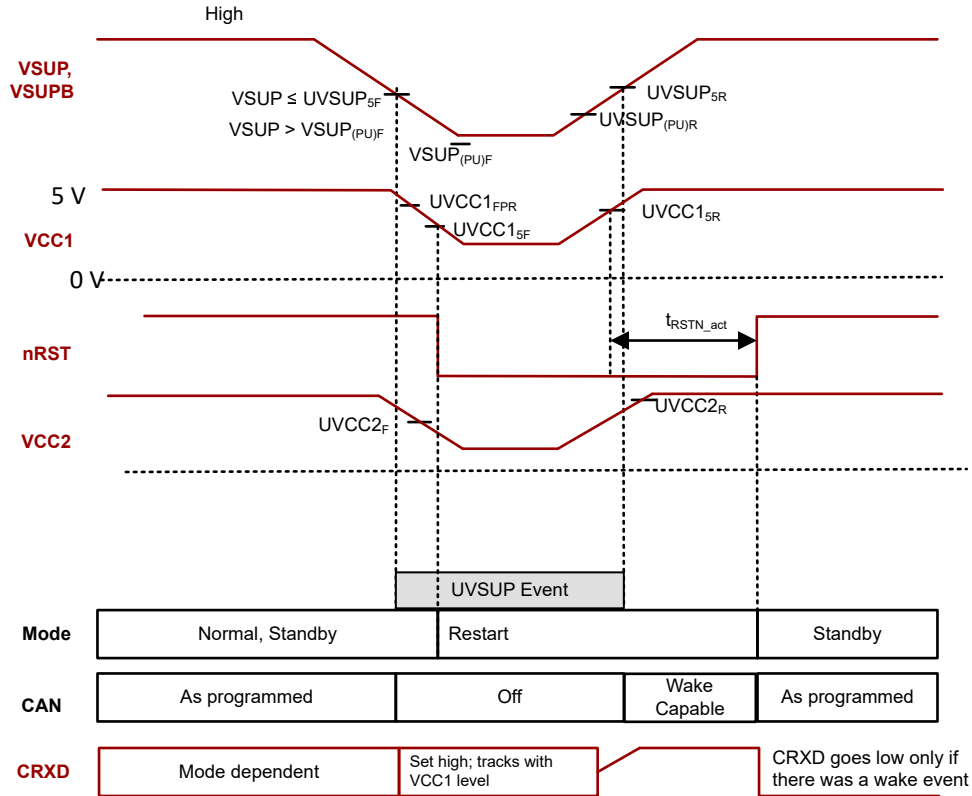 High
VSUP,
VSUPB
VSUP ≤ UVSUP5F
VSUP > VSUP(PU)F
VSUP(PU)F
UVSUP5R
UVSUP(PU)R
5 V
VCC1
0 V
UVCC1FPR
UVCC15F
UVCC15R
nRST
tRSTN_act
VCC2
UVCC2F
UVCC2R
UVSUP Event
Mode
Normal, Standby
Restart
Standby
CAN
As programmed
Off
Wake
Capable
As programmed
CRXD
Mode dependent
Set high; tracks with
VCC1 level
CRXD goes low only if
there was a wake event